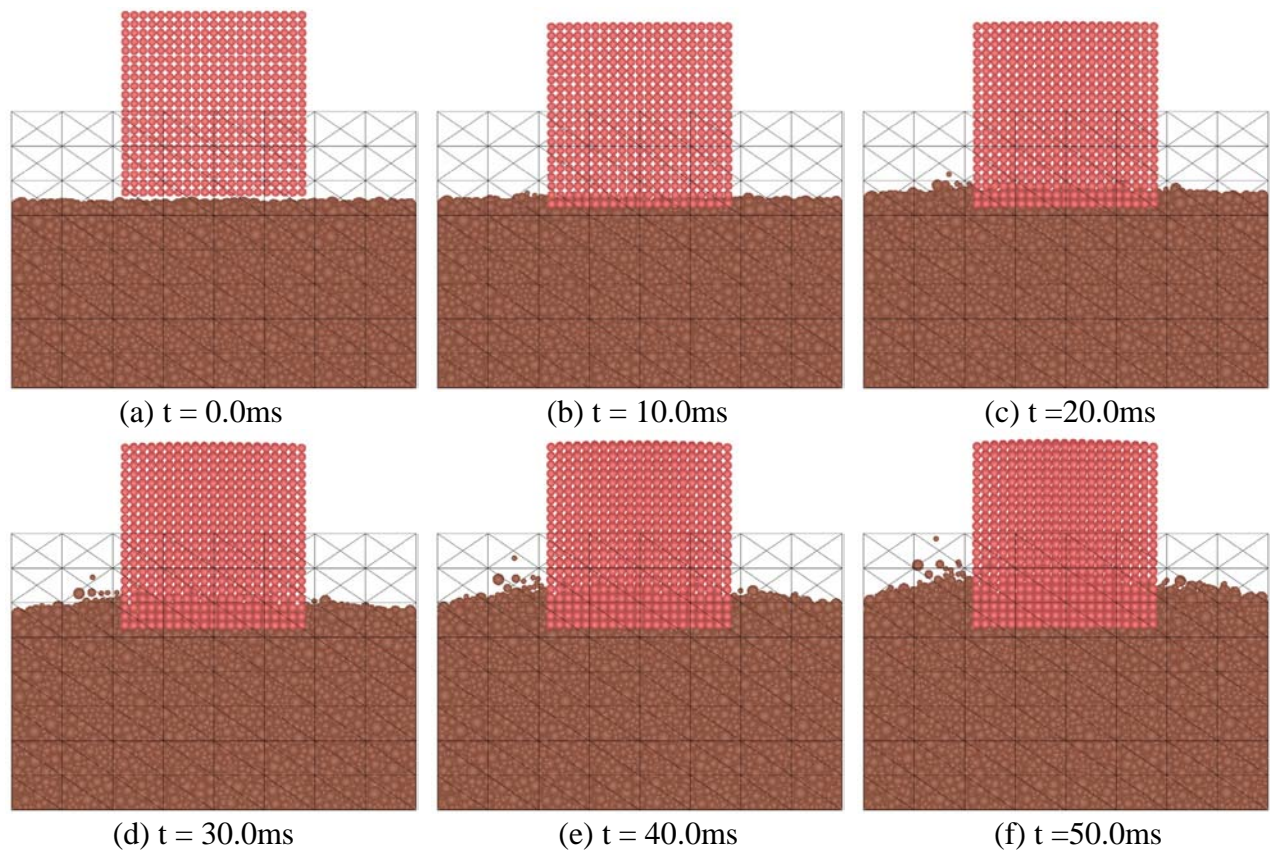 (a) t = 0.0ms
(b) t = 10.0ms
(c) t =20.0ms
(d) t = 30.0ms
(e) t = 40.0ms
(f) t =50.0ms